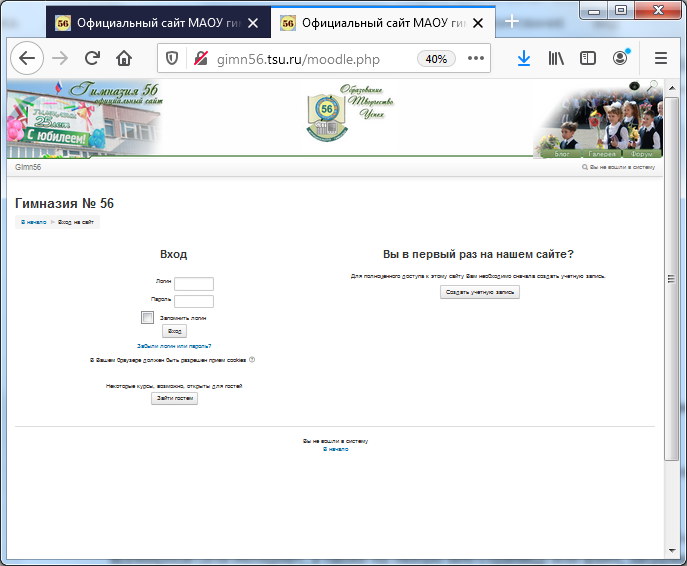 Официальный сайт МАОУ гим
Официальный сайт МАОУ гим
gimn56.tsu.ru/moodle.php
40%
Гимназия 56
официальный сайт
25 лет
С юбилеем!
56
Образование
Творчество
Успех
Блог
Галерея
Форум
Gimn56
Вы не вошли в систему
Гимназия № 56
В начало ► Вход на сайт
Вход
Логин
Пароль
Запомнить логин
Вход
Забыли логин или пароль?
В Вашем браузере должен быть разрешен прием cookies
Некоторые курсы, возможно, открыты для гостей
Зайти гостем
Вы в первый раз на нашем сайте?
Для полноценного доступа к этому сайту Вам необходимо сначала создать учетную запись.
Создать учетную запись
Вы не вошли в систему
В начало